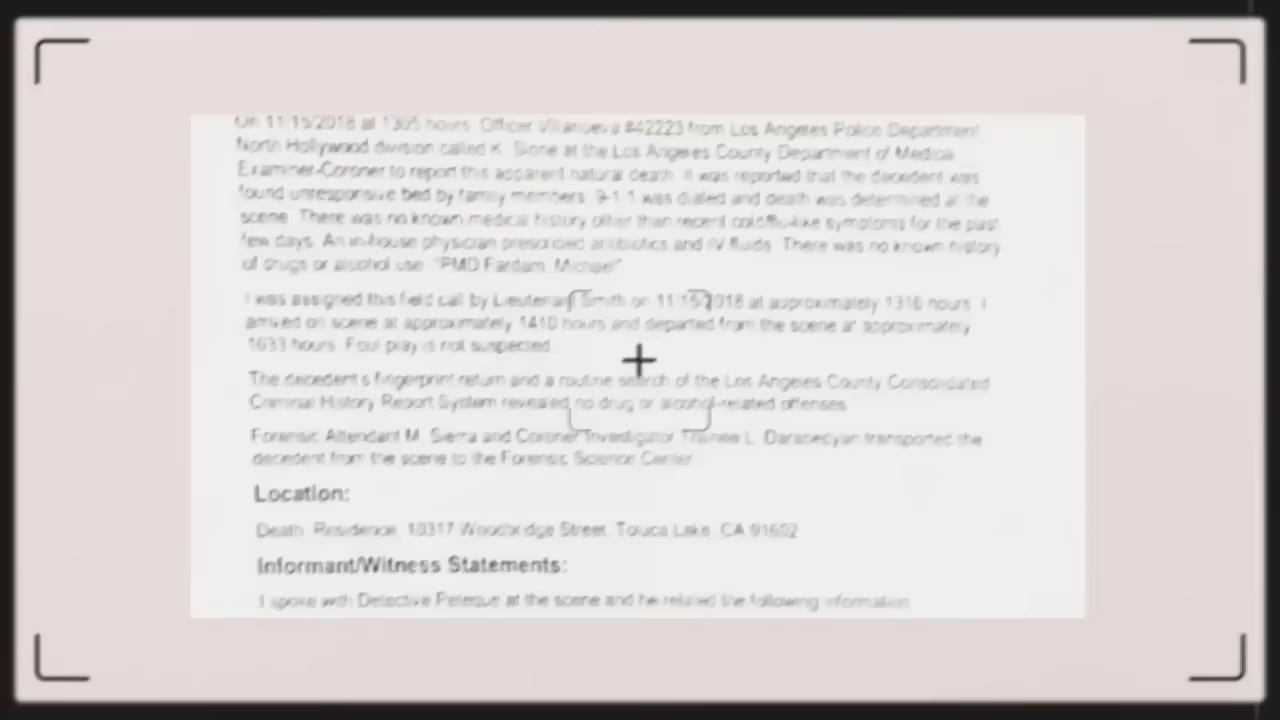 On 11/15/2018 at 1305 hours, Officer Villanueva #42223 from Los Angeles Police Department
North Hollywood division called K. Slone at the Los Angeles County Department of Medical
Examiner-Coroner to report this apparent natural death. It was reported that the decedent was
found unresponsive bed by family members. 9-1-1 was dialed and death was determined at the
scene. There was no known medical history other than recent cold/flu-like symptoms for the past
few days. An in-house physician prescribed antibiotics and IV fluids. There was no known history
of drugs or alcohol use. "PMD Fardam, Michael"
I was assigned this field call by Lieutenant Smith on 11/15/2018 at approximately 1316 hours. I
arrived on scene at approximately 1410 hours and departed from the scene at approximately
1633 hours. Foul play is not suspected.
The decedent's fingerprint return and a routine search of the Los Angeles County Consolidated
Criminal History Report System revealed no drug or alcohol-related offenses.
Forensic Attendant M. Sierra and Coroner Investigator Trainee L. transported the
decedent from the scene to the Forensic Science Center.
Location:
Death: Residence, 10317 Woodbridge Street, Toluca Lake, CA 91602
Informant/Witness Statements:
I spoke with Detective at the scene and he related the following information